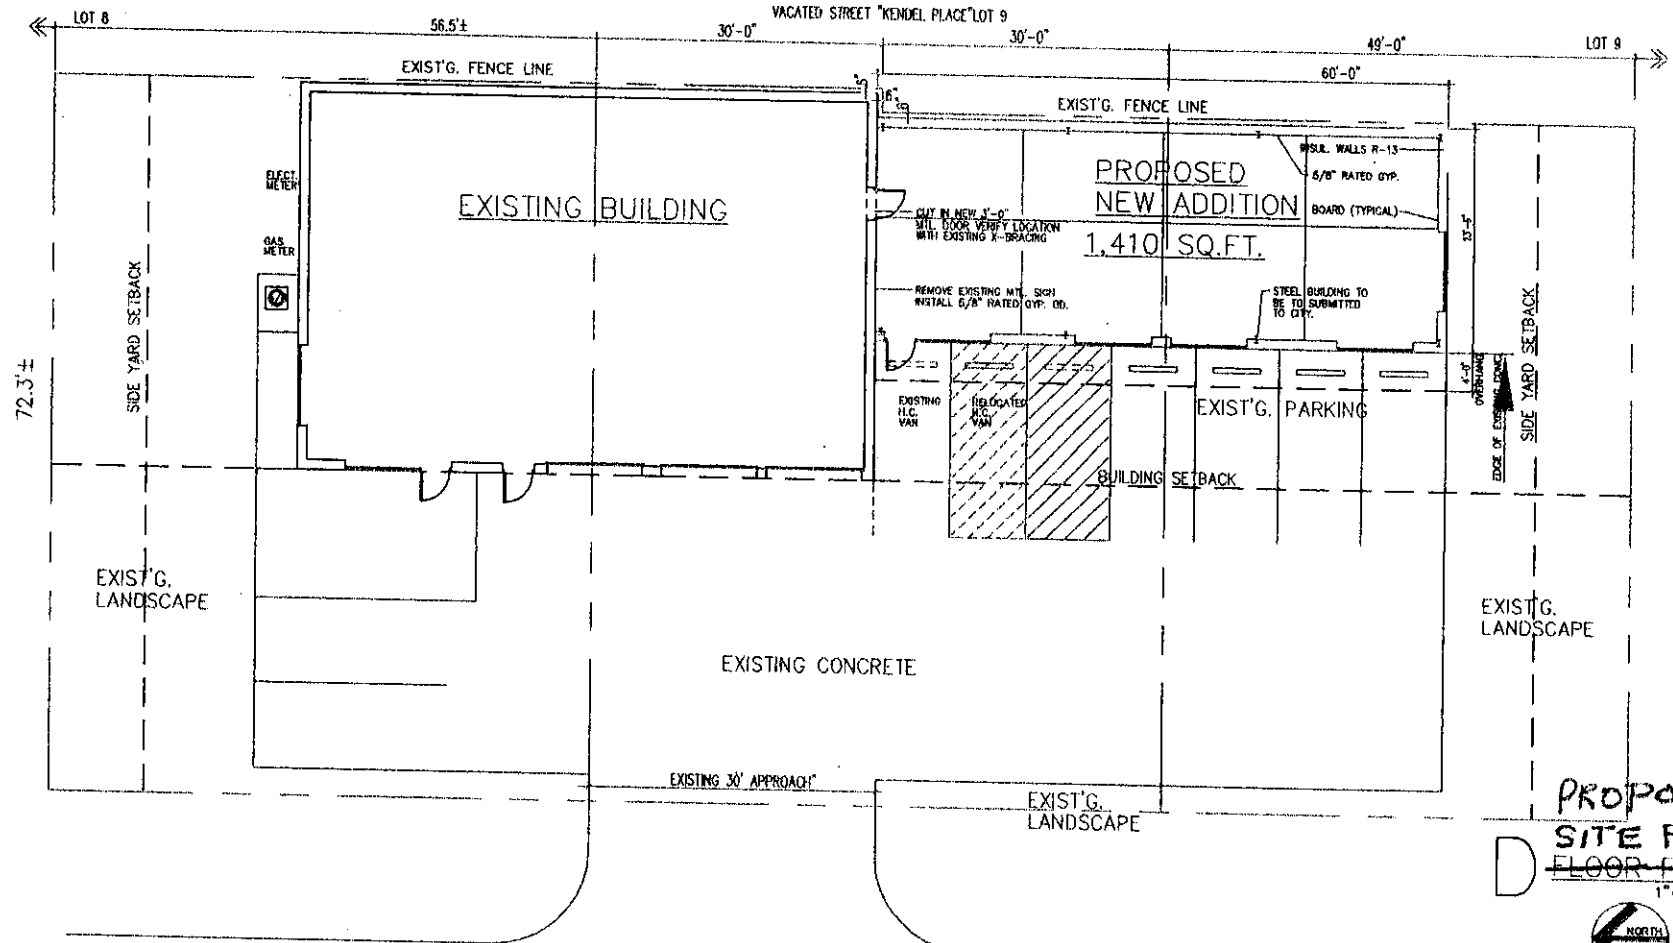 LOT 8
VACATED STREET "KENDEL PLACE" LOT 9
56.5'±
30'-0"
30'-0"
49'-0"
LOT 9
60'-0"
EXIST'G. FENCE LINE
EXIST'G. FENCE LINE
6"
INSUL. WALLS R-13
5/8" RATED GYP.
BOARD (TYPICAL)
PROPOSED
NEW ADDITION
1,410 SQ.FT.
ELECT.
METER
GAS
METER
EXISTING BUILDING
CUT IN NEW 3'-0"
MTL. DOOR VERIFY LOCATION
WITH EXISTING X-BRACING
23'-6"
REMOVE EXISTING MTL.
INSTALL 5/8" RATED GYP. BD.
STEEL BUILDING TO
BE TO SUBMITTED
TO CITY.
SIDE YARD SETBACK
SIDE YARD SETBACK
72.3'±
4'-0"
OVERHANG
EDGE OF EXISTING CONC.
EXISTING
H.C.
VAN
RELOCATED
H.C.
VAN
EXIST'G. PARKING
BUILDING SETBACK
EXIST'G.
LANDSCAPE
EXIST'G.
LANDSCAPE
EXISTING CONCRETE
EXISTING 30' APPROACH"
EXIST'G.
LANDSCAPE
D
SITE
NORTH